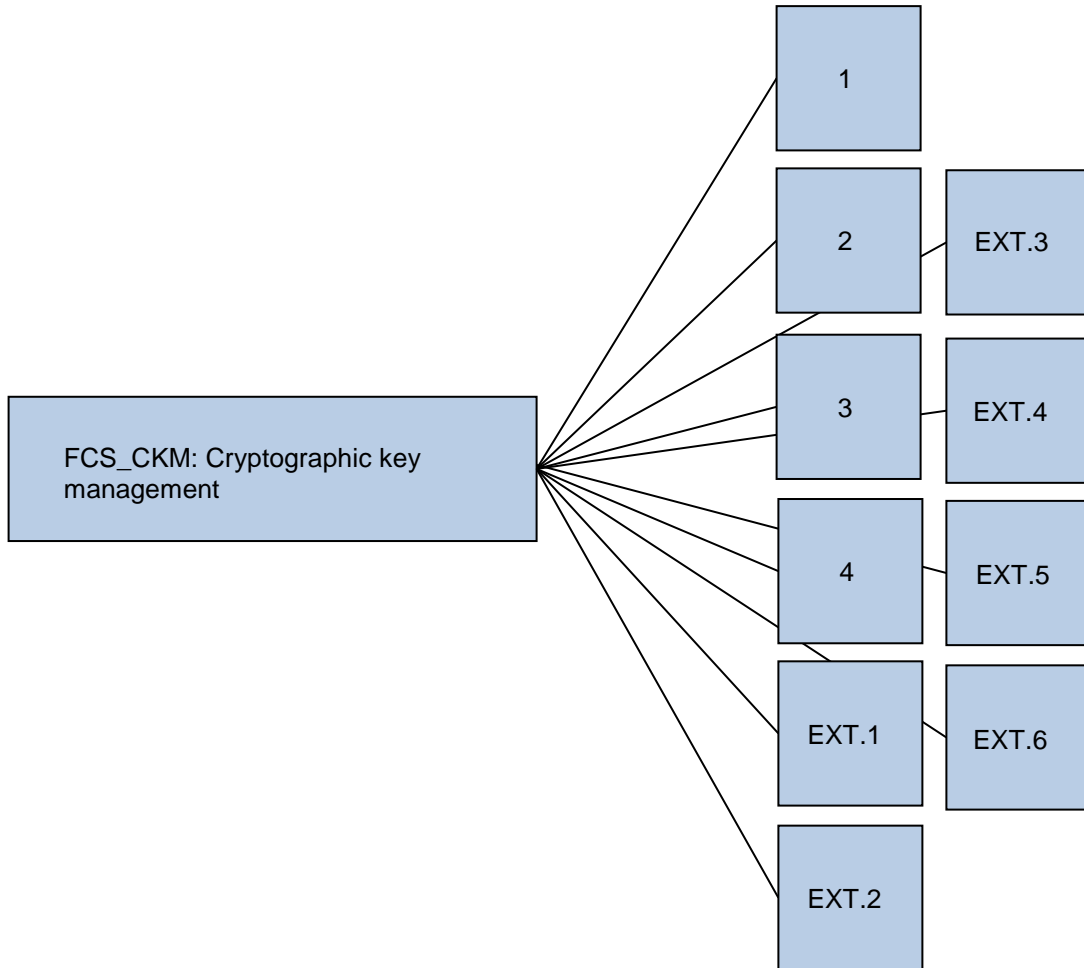 1
2
EXT.3
FCS_CKM: Cryptographic key
management
3
EXT.4
4
EXT.5
EXT.1
EXT.6
EXT.2